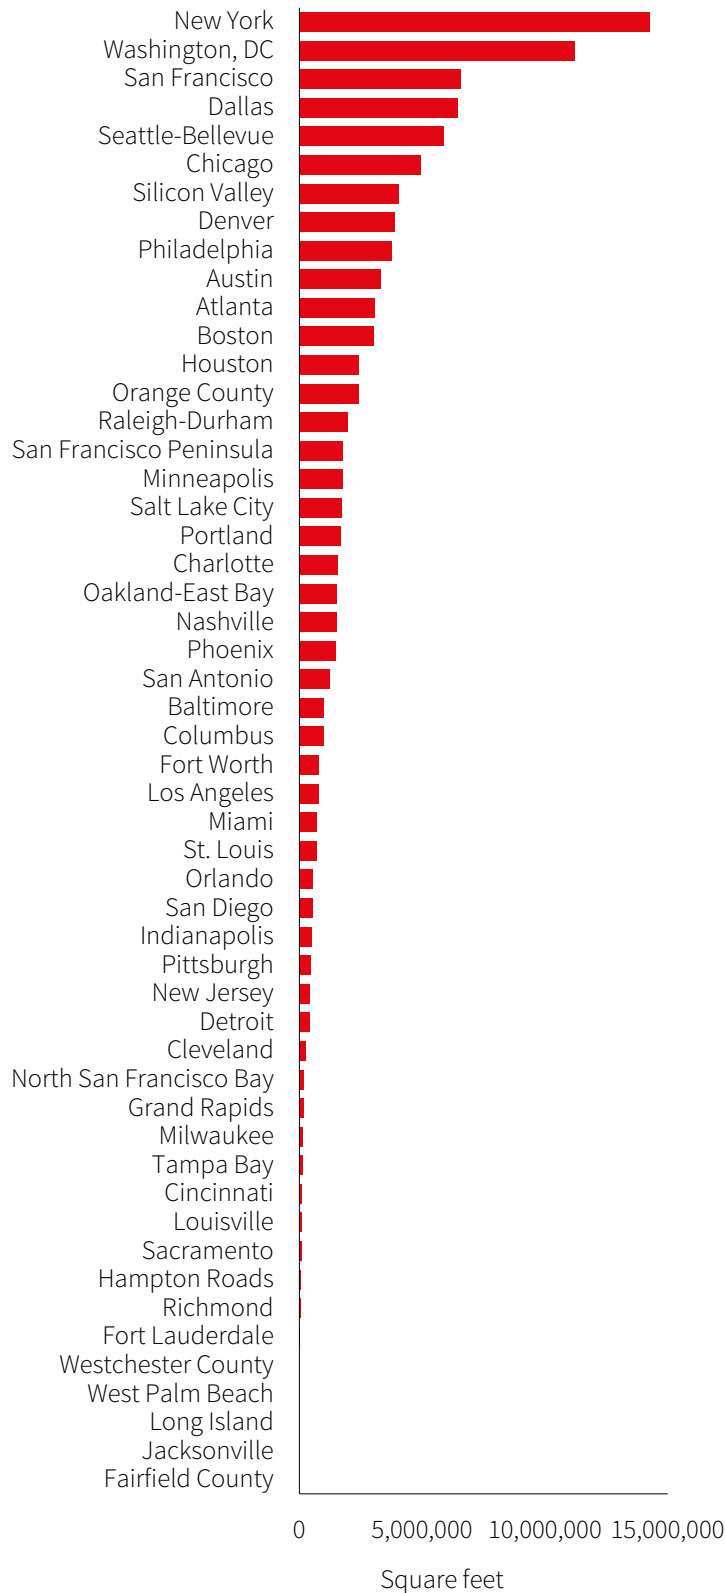 New York
Washington, DC
San Francisco
Dallas
Seattle-Bellevue
Chicago
Silicon Valley
Denver
Philadelphia
Austin
Atlanta
Boston
Houston
Orange County
Raleigh-Durham
San Francisco Peninsula
Minneapolis
Salt Lake City
Portland
Charlotte
Oakland-East Bay
Nashville
Phoenix
San Antonio
Baltimore
Columbus
Fort Worth
Los Angeles
Miami
St. Louis
Orlando
San Diego
Indianapolis
Pittsburgh
New Jersey
Detroit
Cleveland
North San Francisco Bay
Grand Rapids
Milwaukee
Tampa Bay
Cincinnati
Louisville
Sacramento
Hampton Roads
Richmond
Fort Lauderdale
Westchester County
West Palm Beach
Long Island
Jacksonville
Fairfield County
0 5,000,000 10,000,000 15,000,000
Square feet